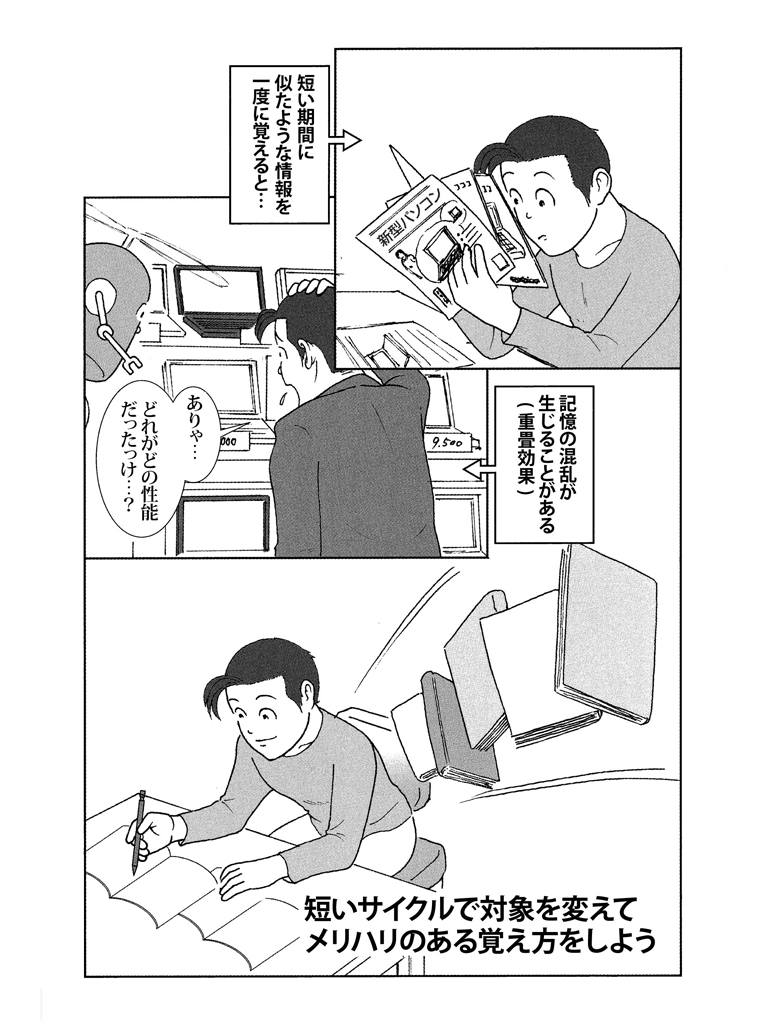 短い期間に
似たような情報を
一度に覚えると…
新型パソコン
記憶の混乱が
生じることがある
(重畳効果)
ありゃ…
どれがどの性能
だったっけ…?
000
9.500
短いサイクルで対象を変えて
メリハリのある覚え方をしよう